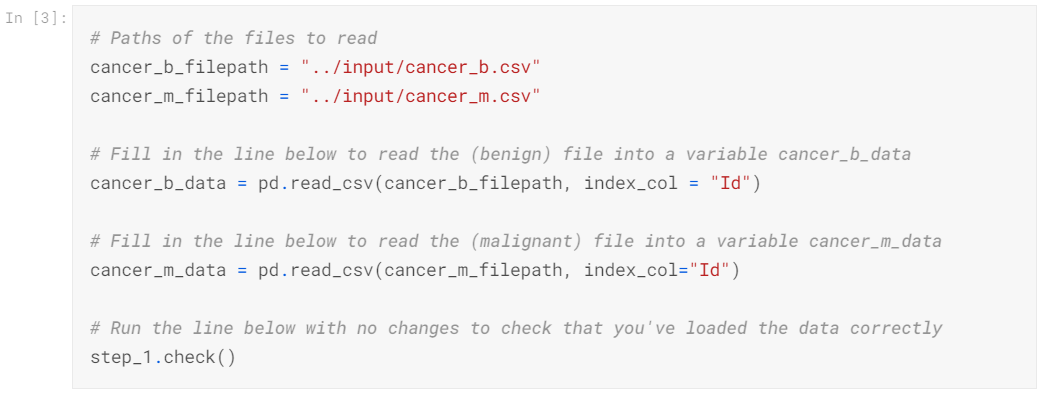 In [3]:
# Paths of the files to read
cancer_b_filepath = "../input/cancer_b.csv"
cancer_m_filepath = "../input/cancer_m.csv"
# Fill in the line below to read the (benign) file into a variable cancer_b_data
cancer_b_data = pd.read_csv(cancer_b_filepath, index_col = "Id")
# Fill in the line below to read the (malignant) file into a variable cancer_m_data
cancer_m_data = pd.read_csv(cancer_m_filepath, index_col="Id")
# Run the line below with no changes to check that you've loaded the data correctly
step_1.check()